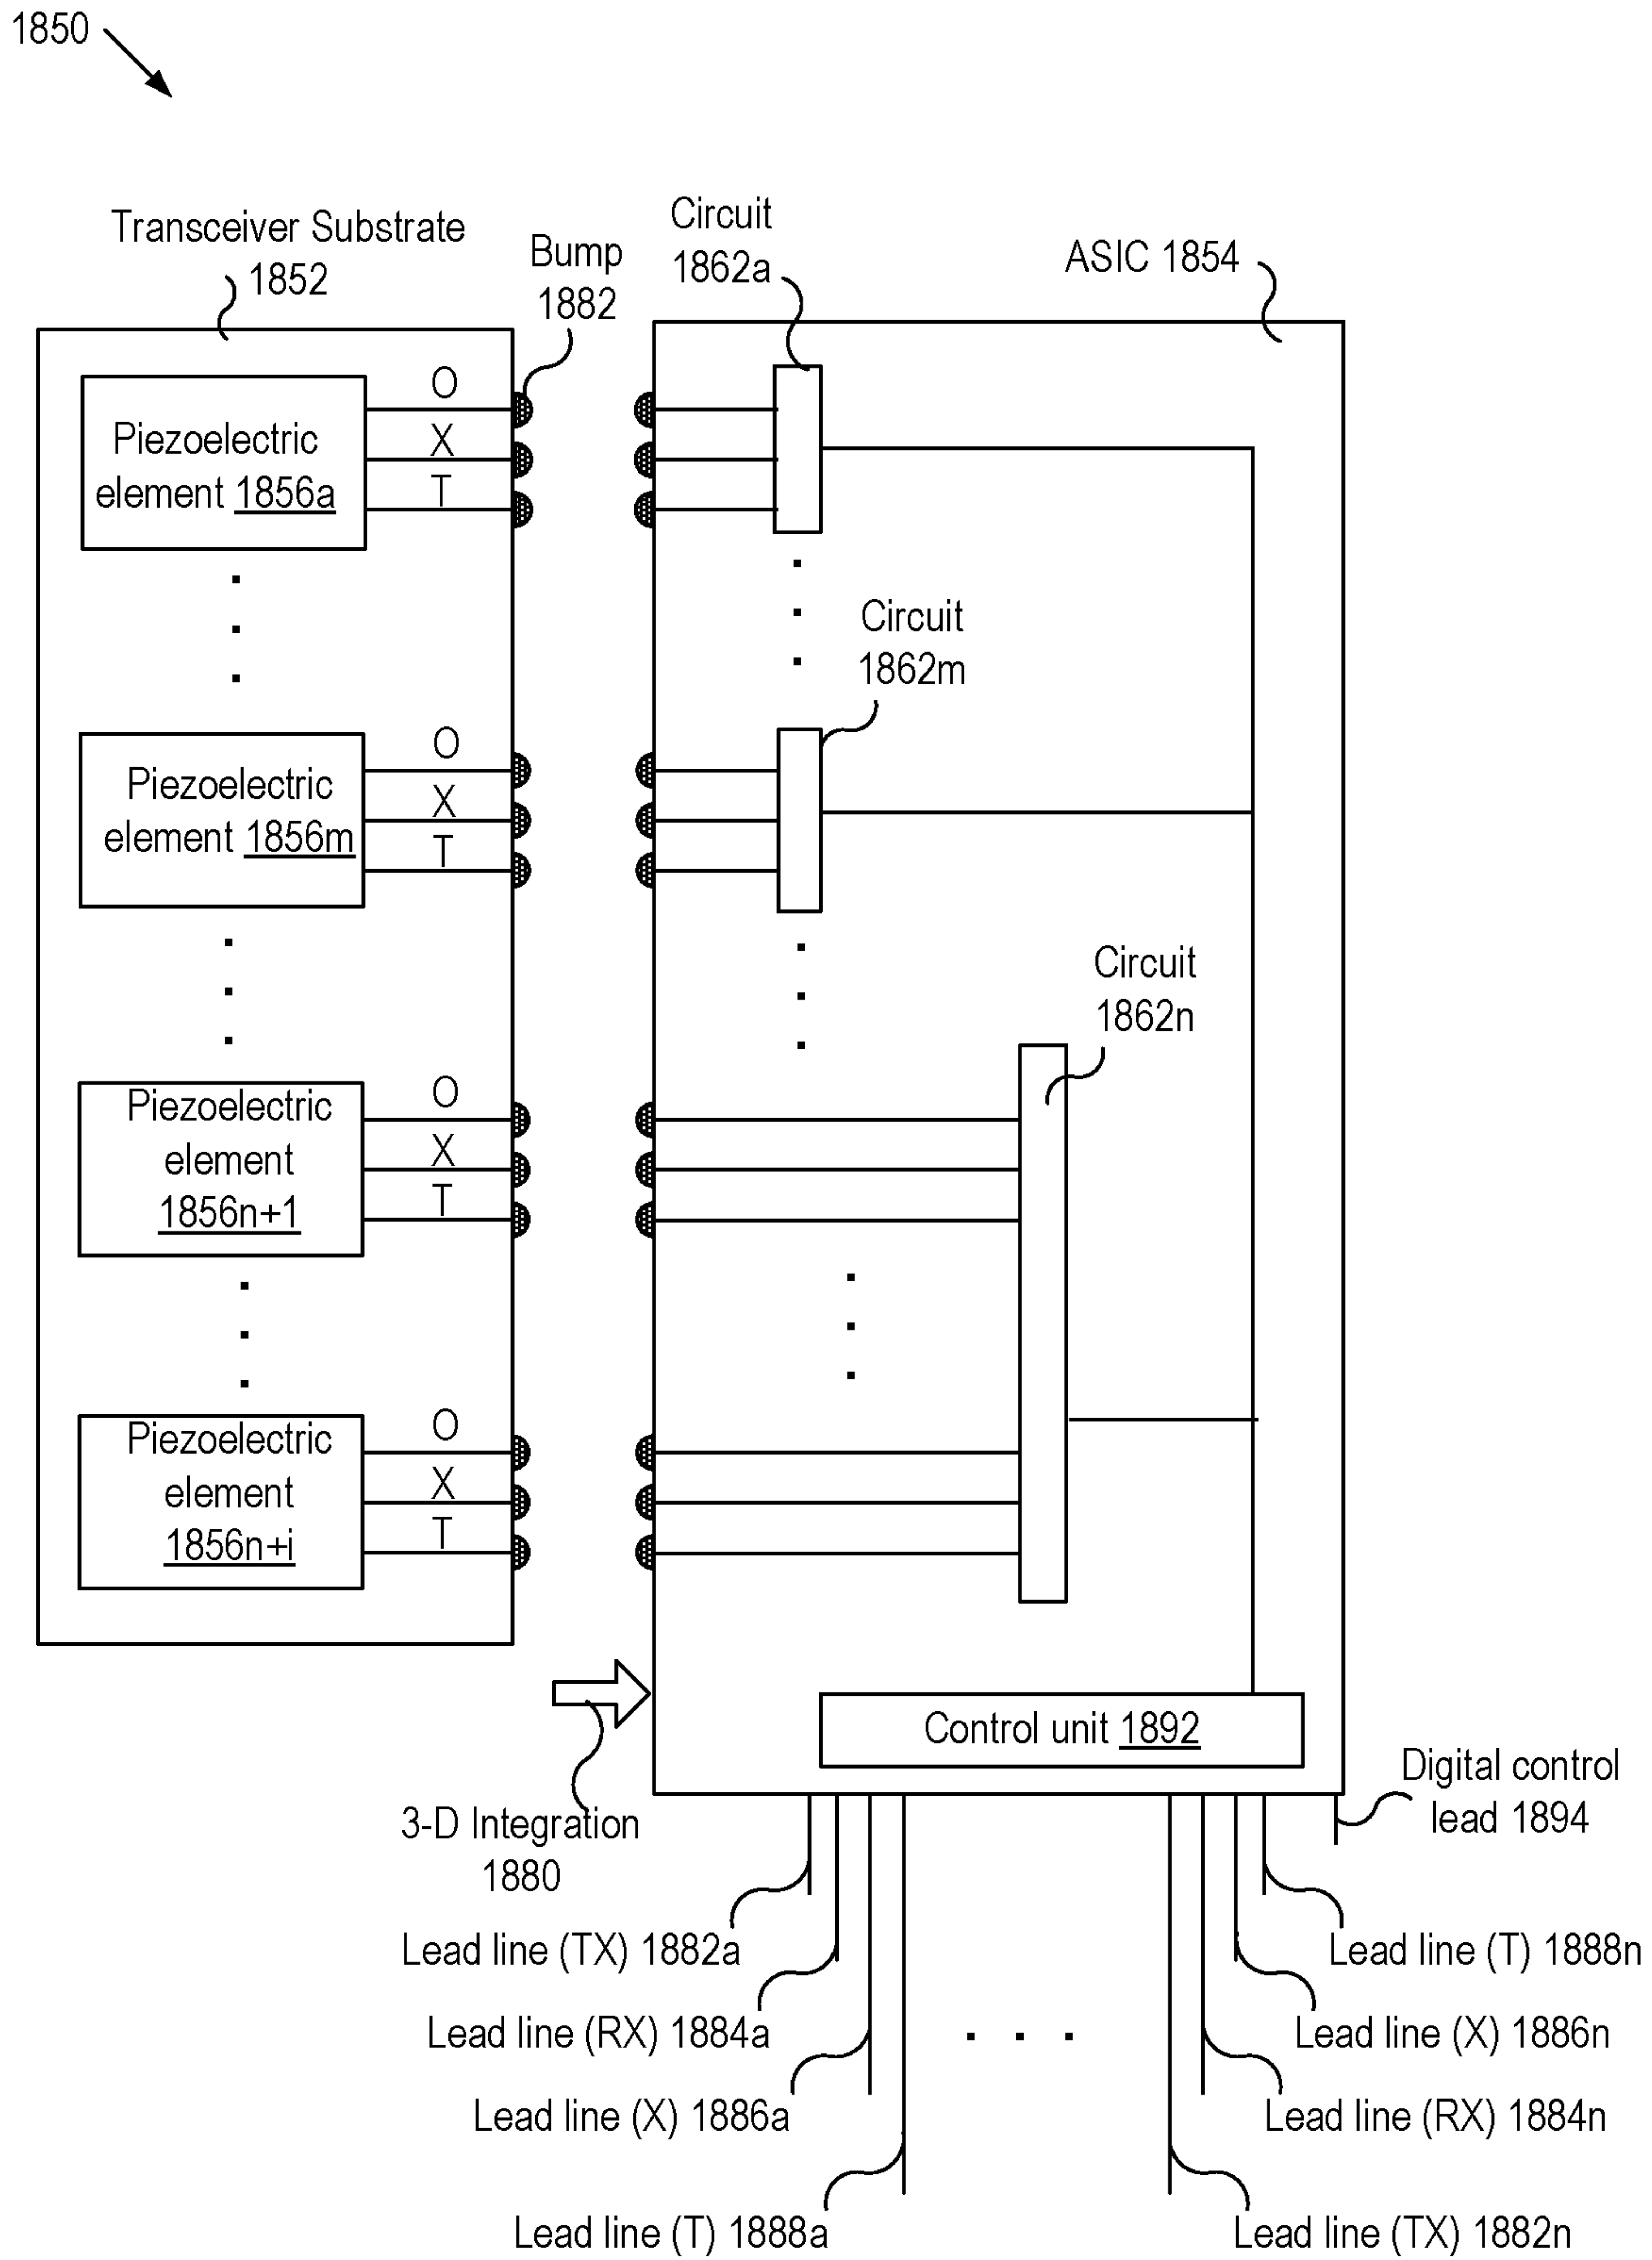 1850
Transceiver Substrate
1852
Bump
1882
Circuit
1862a
ASIC 1854
O
X
T
Piezoelectric
element 1856a
Circuit
1862m
O
X
T
Piezoelectric
element 1856m
Circuit
1862n
O
X
T
Piezoelectric
element
1856n+1
O
X
T
Piezoelectric
element
1856n+i
Control unit 1892
3-D Integration
1880
Digital control
lead 1894
Lead line (TX) 1882a
Lead line (T) 1888n
Lead line (RX) 1884a
Lead line (X) 1886n
Lead line (X) 1886a
Lead line (RX) 1884n
Lead line (T) 1888a
Lead line (TX) 1882n